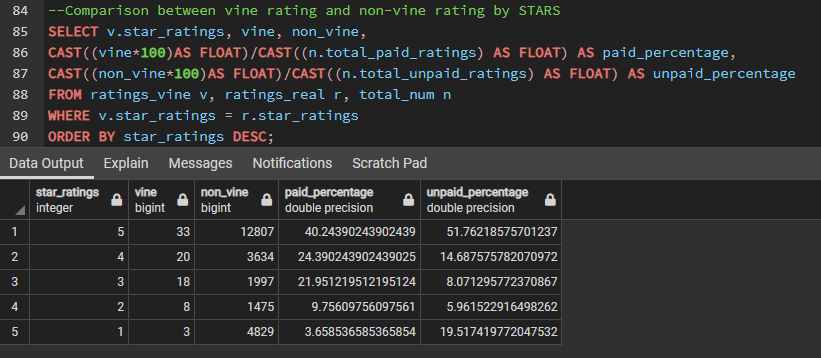 84 --Comparison between vine rating and non-vine rating by STARS
85 SELECT v.star_ratings, vine, non_vine,
86 CAST((vine*100)AS FLOAT)/CAST((n.total_paid_ratings) AS FLOAT) AS paid_percentage,
87 CAST((non_vine*100)AS FLOAT)/CAST((n.total_unpaid_ratings) AS FLOAT) AS unpaid_percentage
88 FROM ratings_vine v, ratings_real r, total_num n
89 WHERE v.star_ratings = r.star_ratings
90 ORDER BY star_ratings DESC;
Data Output Explain Messages Notifications Scratch Pad
star_ratings vine non_vine paid_percentage unpaid_percentage
integer bigint bigint double precision double precision
1 5 33 12807 40.24390243902439 51.76218575701237
2 4 20 3634 24.390243902439025 14.687575782070972
3 3 18 1997 21.951219512195124 8.071295772370867
4 2 8 1475 9.75609756097561 5.961522916498262
5 1 3 4829 3.658536585365854 19.517419772047532